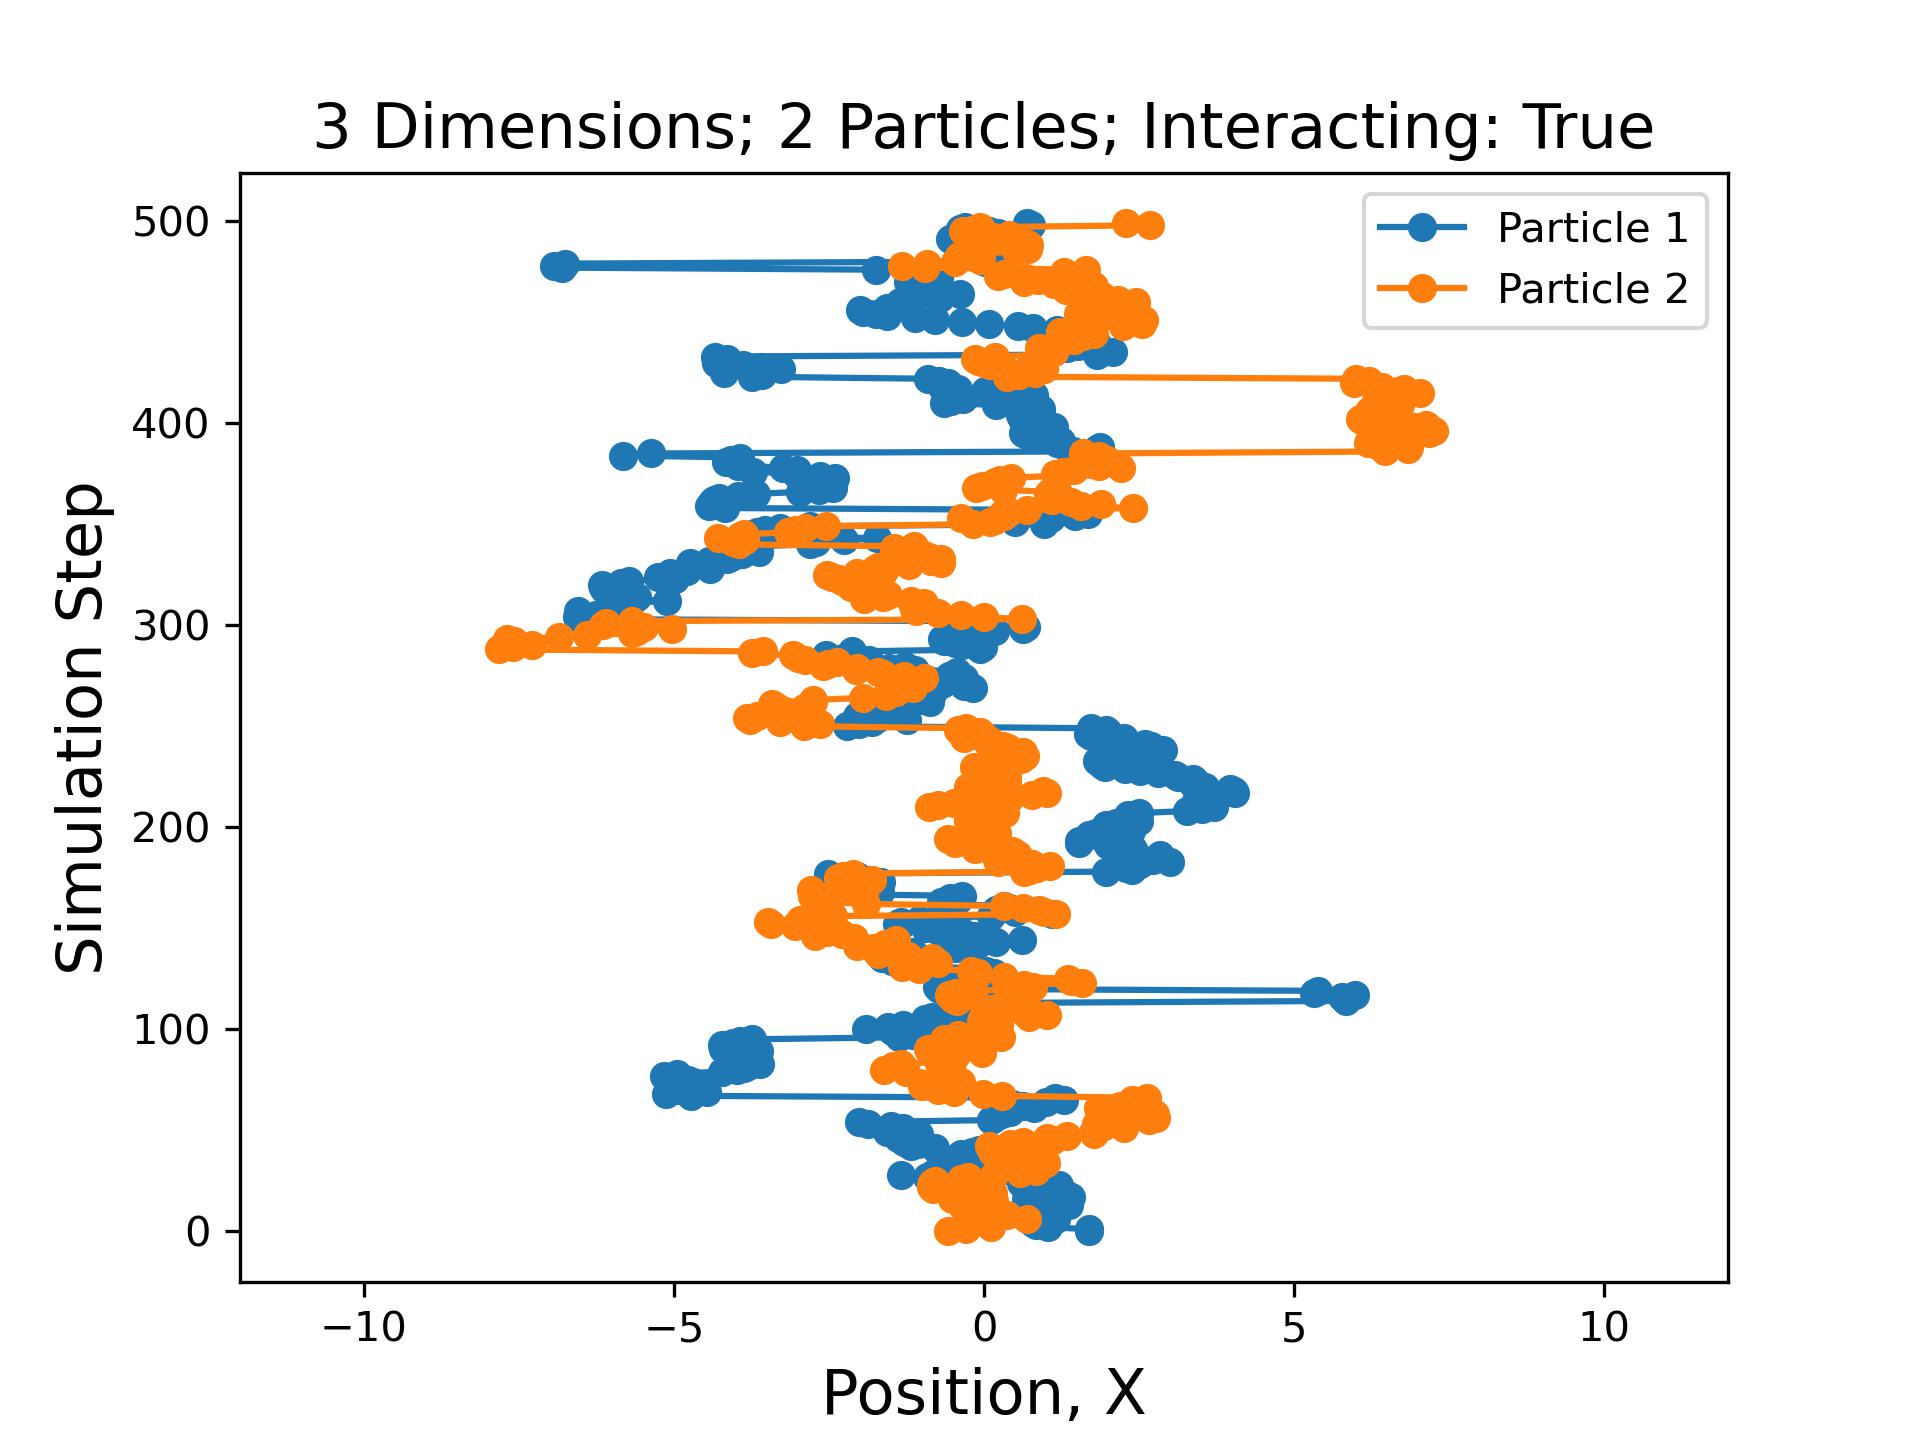 3 Dimensions; 2 Particles; Interacting: True
Particle 1
Particle 2
Simulation Step
500
400
300
200
100
0
−10
−5
0
5
10
Position, X